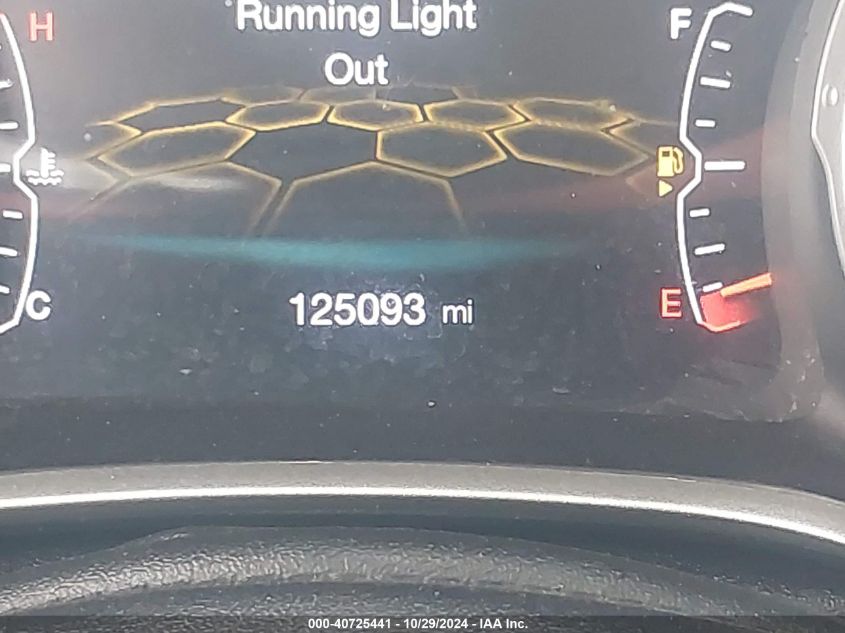 Running Light
Out
H
F
C
125093 mi
E
000-40725441 - 10/29/2024 - IAA Inc.